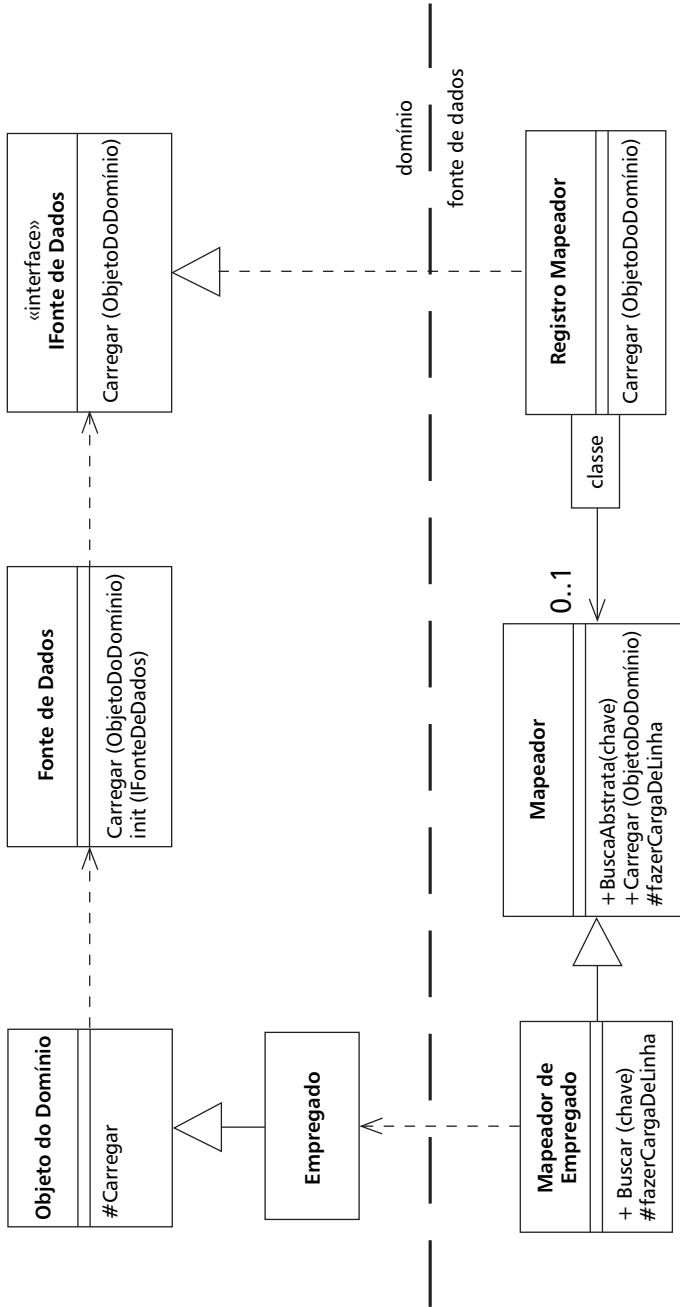 Objeto do Domínio
#Carregar
Fonte de Dados
Carregar (ObjetoDoDomínio)
init (IFonteDeDados)
«interface»
IFonte de Dados
Carregar (ObjetoDoDomínio)
Empregado
domínio
fonte de dados
Mapeador de
Empregado
+ Buscar (chave)
#fazerCargaDeLinha
Mapeador
+BuscaAbstrata(chave)
+Carregar (ObjetoDoDomínio)
#fazerCargaDeLinha
0..1
classe
Registro Mapeador
Carregar (ObjetoDoDomínio)